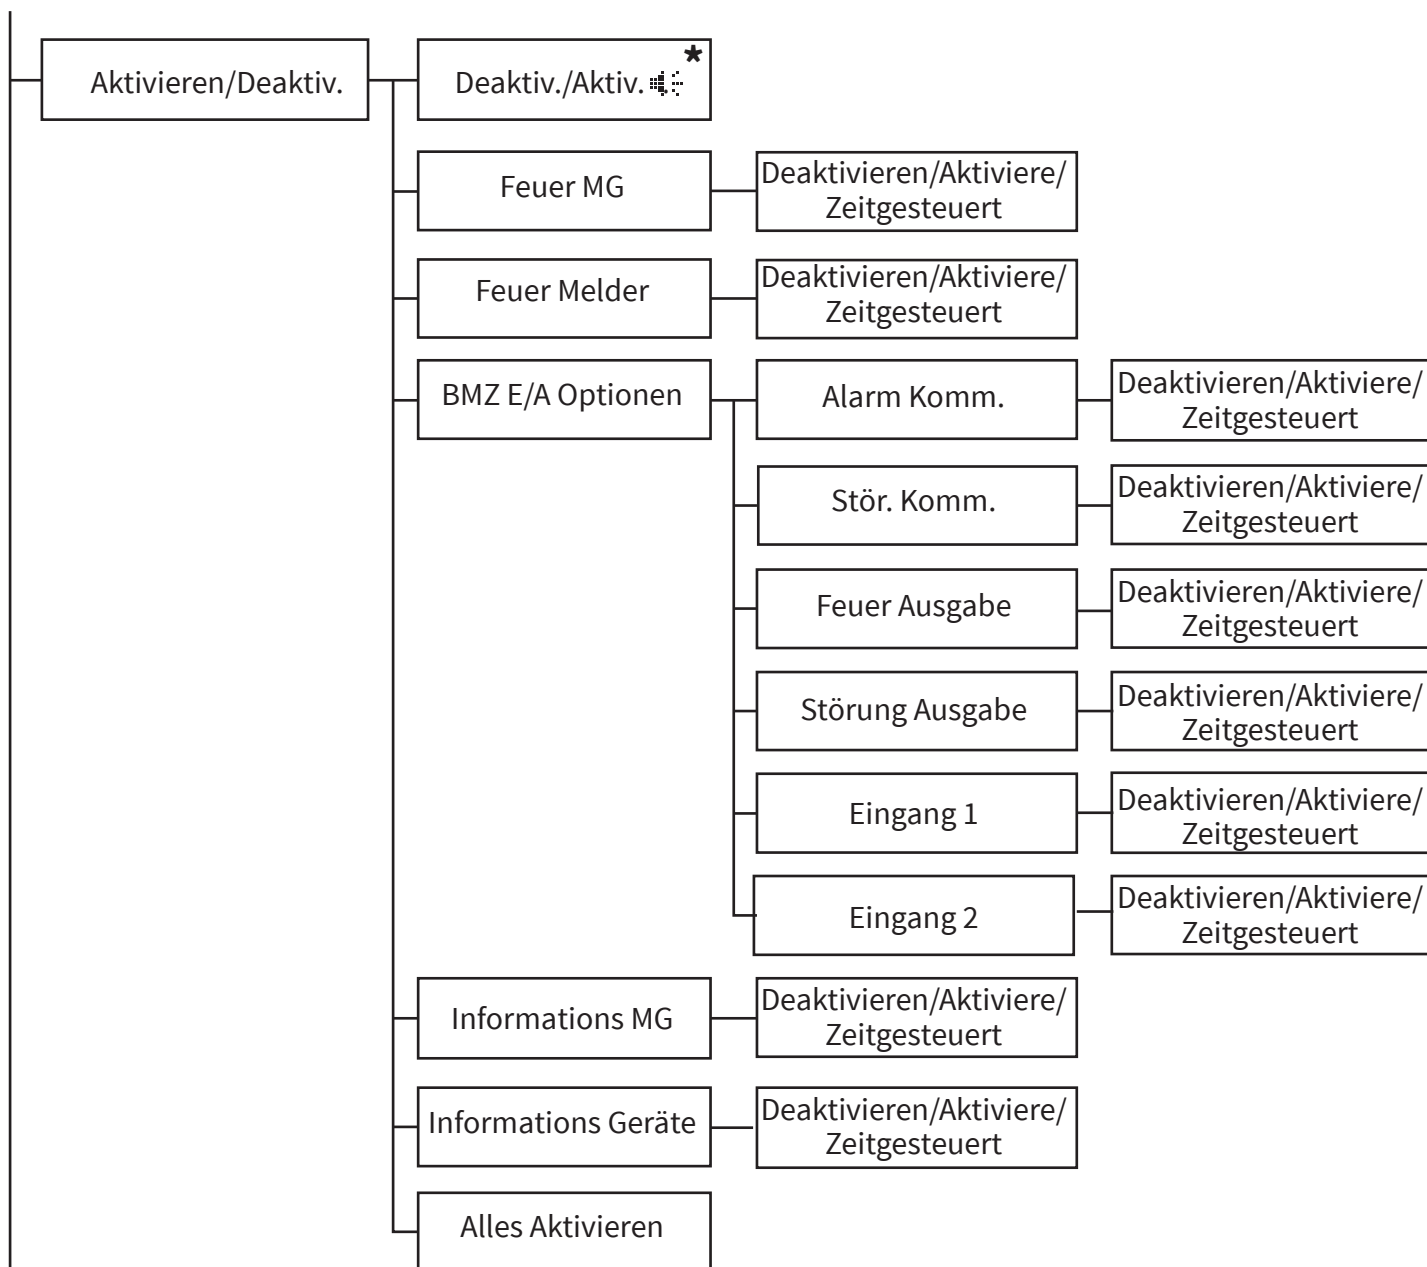 Aktivieren/Deaktiv.
Deaktiv./Aktiv.
*
Feuer MG
Deaktivieren/Aktiviere/
Zeitgesteuert
Feuer Melder
Deaktivieren/Aktiviere/
Zeitgesteuert
BMZ E/A Optionen
Alarm Komm.
Deaktivieren/Aktiviere/
Zeitgesteuert
Stör. Komm.
Deaktivieren/Aktiviere/
Zeitgesteuert
Feuer Ausgabe
Deaktivieren/Aktiviere/
Zeitgesteuert
Störung Ausgabe
Deaktivieren/Aktiviere/
Zeitgesteuert
Eingang 1
Deaktivieren/Aktiviere/
Zeitgesteuert
Eingang 2
Deaktivieren/Aktiviere/
Zeitgesteuert
Informations MG
Deaktivieren/Aktiviere/
Zeitgesteuert
Informations Geräte
Deaktivieren/Aktiviere/
Zeitgesteuert
Alles Aktivieren